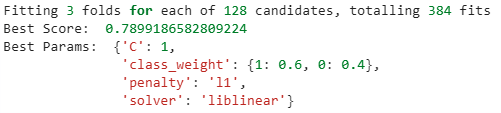 Fitting 3 folds for each of 128 candidates, totalling 384 fits
Best Score:  0.7899186582809224
Best Params:  {'C': 1,
'class_weight': {1: 0.6, 0: 0.4},
'penalty': 'l1',
'solver': 'liblinear'}